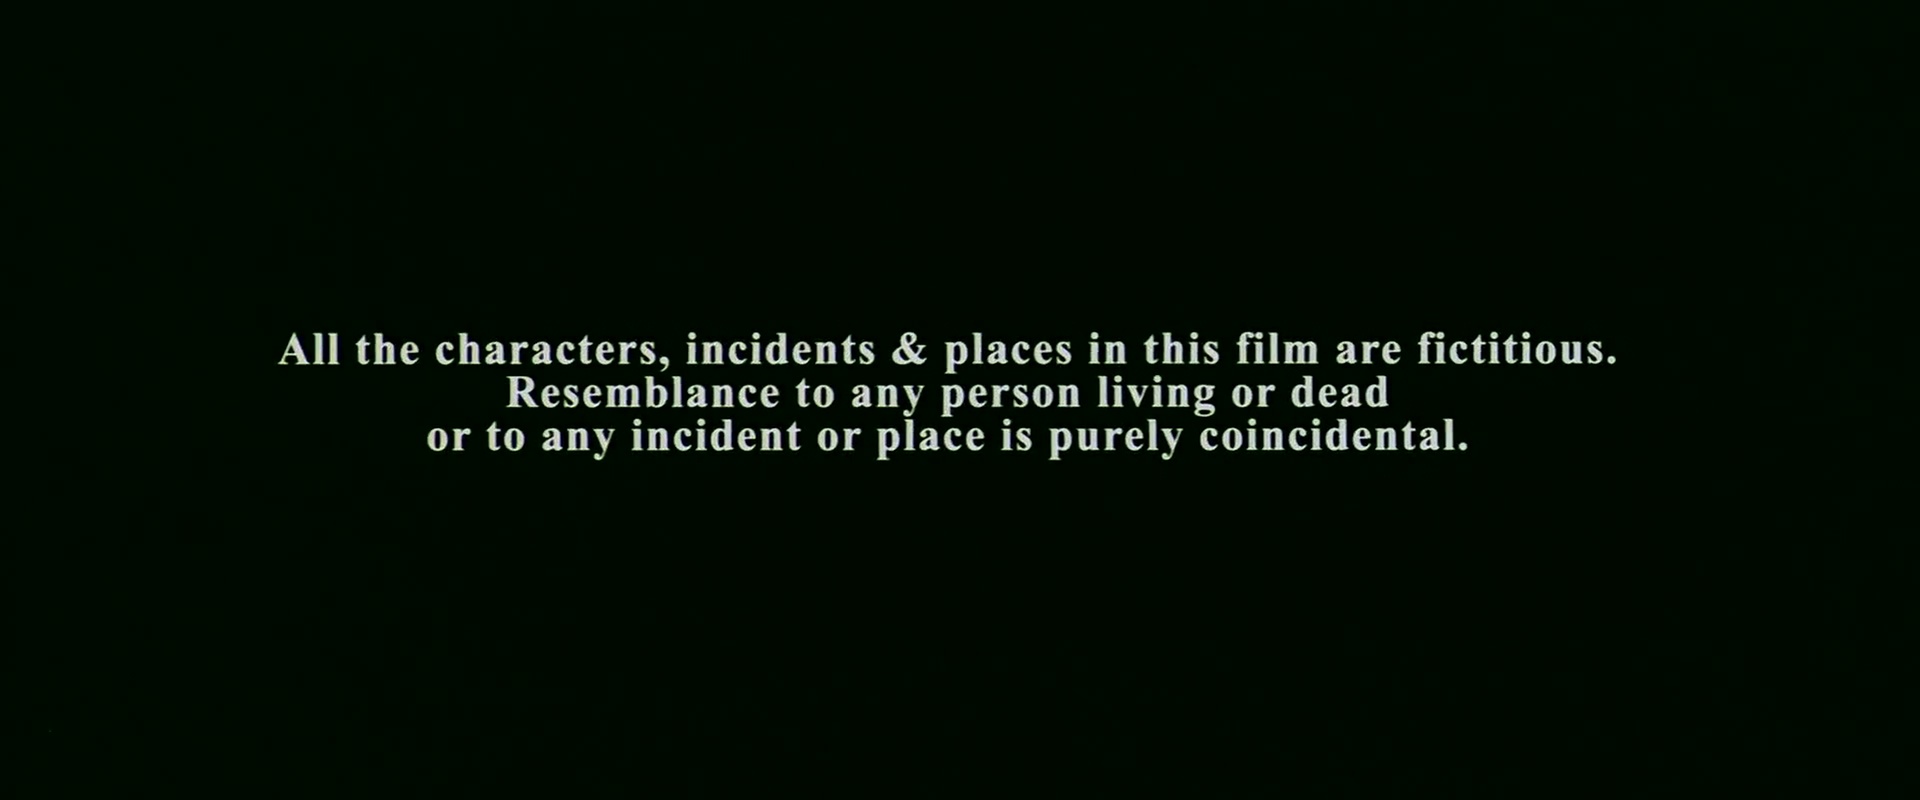 All the characters, incidents & places in this film are fictitious.
Resemblance to any person living or dead
or to any incident or place is purely coincidental.